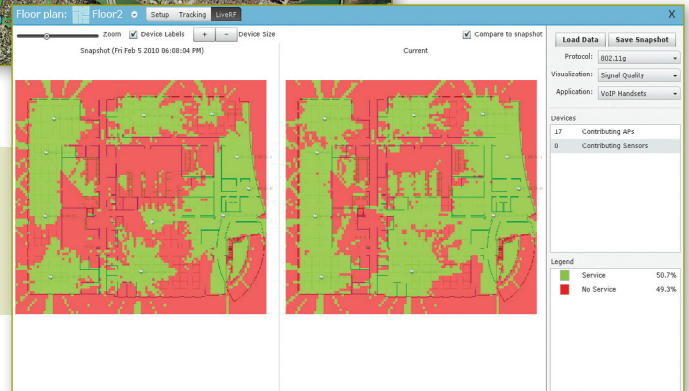 Floor plan: Floor2 Setup Tracking LiveRF X
Zoom Device Labels + - Device Size Compare to snapshot
Snapshot (Fri Feb 5 2010 06:08:04 PM) Current
Load Data Save Snapshot
Protocol: 802.11g
Visualization: Signal Quality
Application: VoIP Handsets
Devices
17 Contributing APs
0 Contributing Sensors
Legend
Service 50.7%
No Service 49.3%